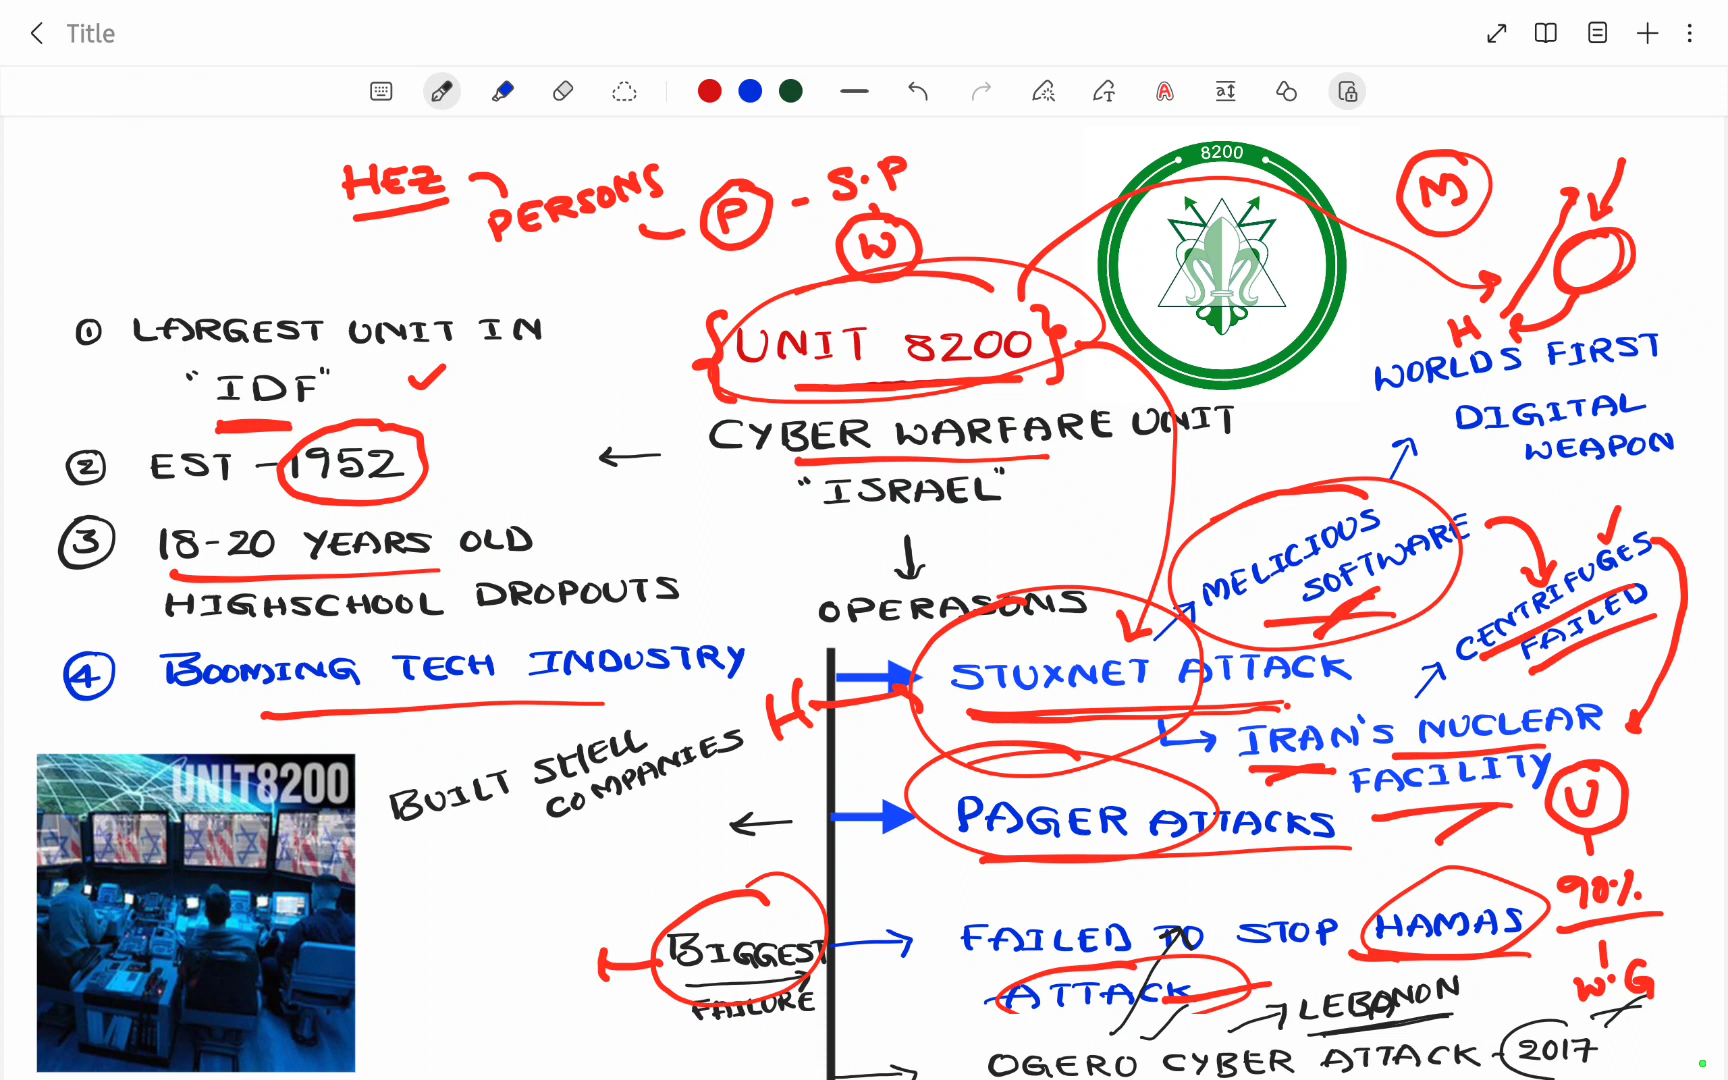 Title
HEZ
PERSONS
P - S.P
W
8200
M
H
UNIT 8200
CYBER WARFARE UNIT
"ISRAEL"
① LARGEST UNIT IN
"IDF"
② EST - 1952
③ 18-20 YEARS OLD
HIGHSCHOOL DROPOUTS
④ BOOMING TECH INDUSTRY
WORLDS FIRST
DIGITAL
WEAPON
OPERASONS
MELICIOUS
SOFTWARE
CENTRIFUGES
FAILED
H
STUXNET ATTACK
IRAN'S NUCLEAR
FACILITY
U
90%
W.G
BUILT SHELL
COMPANIES
PAGER ATTACKS
BIGGEST
FAILURE
FAILED TO STOP HAMAS
ATTACK
LEBANON
OGERO CYBER ATTACK - 2017
UNIT8200